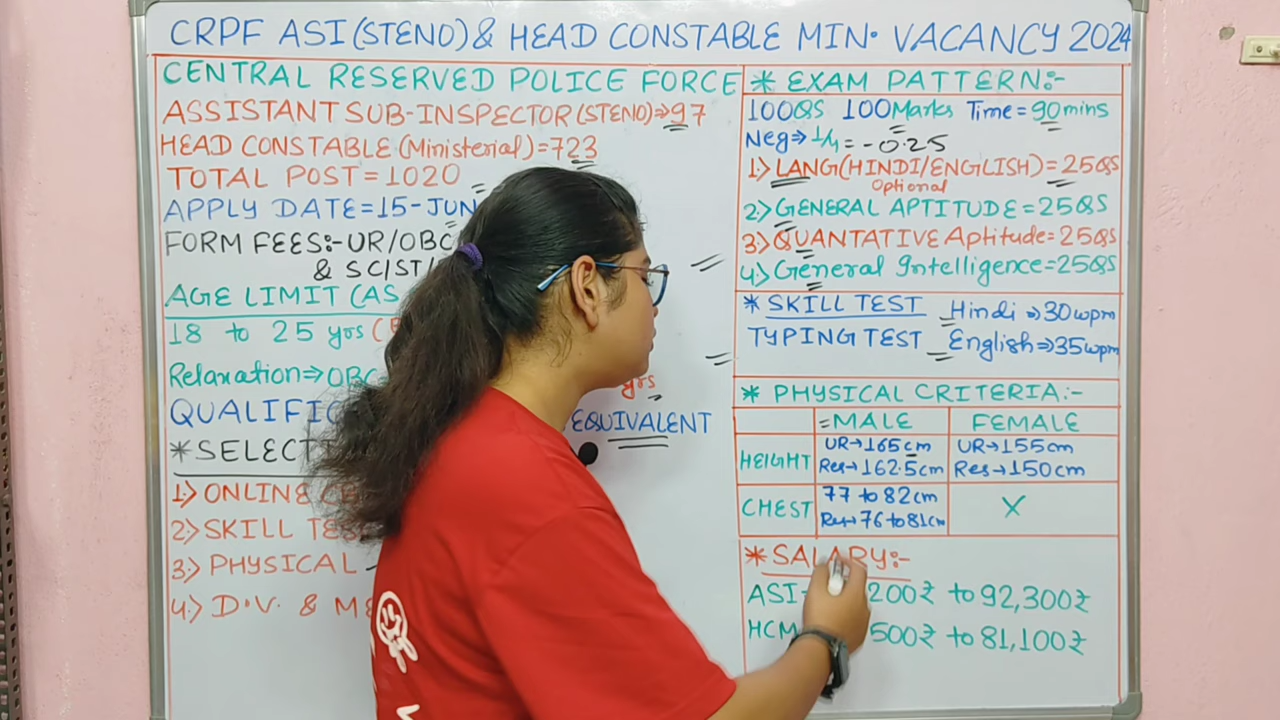 CRPF ASI(STENO) & HEAD CONSTABLE MIN. VACANCY 2024
CENTRAL RESERVED POLICE FORCE
ASSISTANT SUB-INSPECTOR(STENO)⇒97
HEAD CONSTABLE (Ministerial)=723
TOTAL POST=1020
APPLY DATE=15-JUN
FORM FEES:-UR/OBC
& SC/ST/
AGE LIMIT (AS
18 to 25 yrs
yrs
Relaxation⇒OBC
EQUIVALENT
*
1.> ONLINE
2.> SKILL
3.> PHYSICAL
4.> D.V. &
* EXAM PATTERN:-
100QS 100Marks Time=90mins
Neg⇒1/4=-0.25
1.> LANG(HINDI/ENGLISH)=25QS
Optional
2.> GENERAL APTITUDE=25QS
3.> QUANTATIVE Aptitude=25QS
4.> General Intelligence=25QS
* SKILL TEST Hindi⇒30wpm
TYPING TEST English⇒35wpm
* PHYSICAL CRITERIA:-
MALE FEMALE
HEIGHT UR→165cm UR→155cm
Res→162.5cm Res→150cm
CHEST 77 to 82cm X
Res→76 to 81cm
* SALARY:-
ASI 200₹ to 92,300₹
HCM 500₹ to 81,100₹